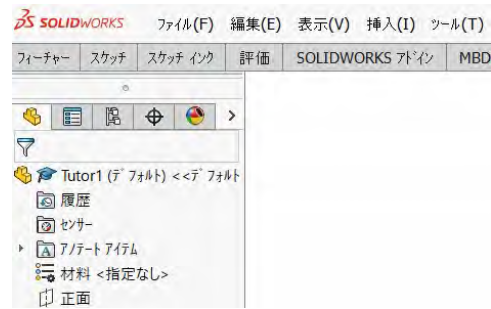 SOLIDWORKS ファイル(F) 編集(E) 表示(V) 挿入(I) ツール(T)
フィーチャー スケッチ スケッチ インク 評価 SOLIDWORKS アドイン MBD
Tutor1 (デフォルト) <<デフォルト
履歴
センサー
アノテート アイテム
材料 <指定なし>
正面